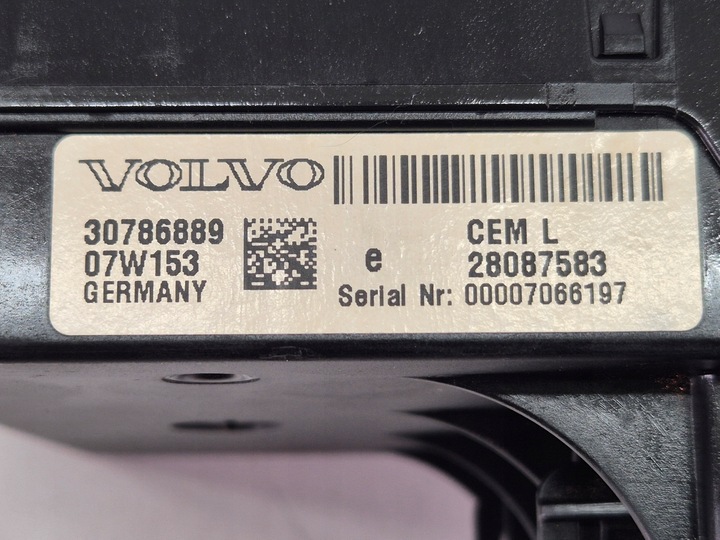 VOLVO
30786889
07W153
GERMANY
e
CEM L
28087583
Serial Nr: 00007066197